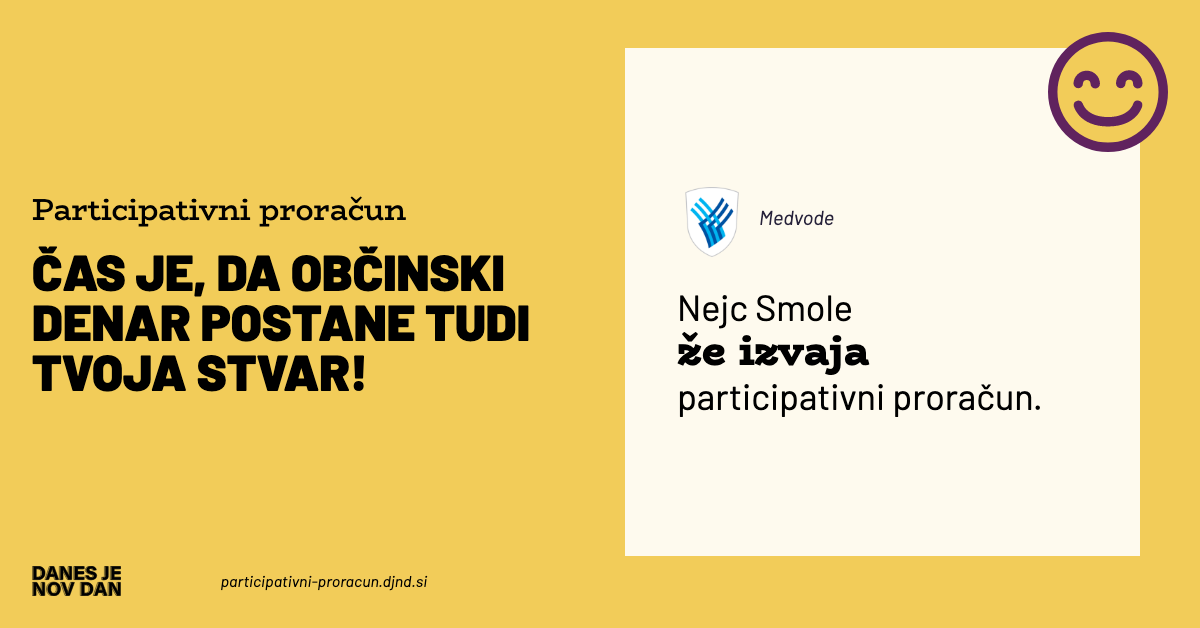 Participativni proračun
ČAS JE, DA OBČINSKI
DENAR POSTANE TUDI
TVOJA STVAR!
Medvode
Nejc Smole
že izvaja
participativni proračun.
DANES JE
NOV DAN
participativni-proracun.djnd.si